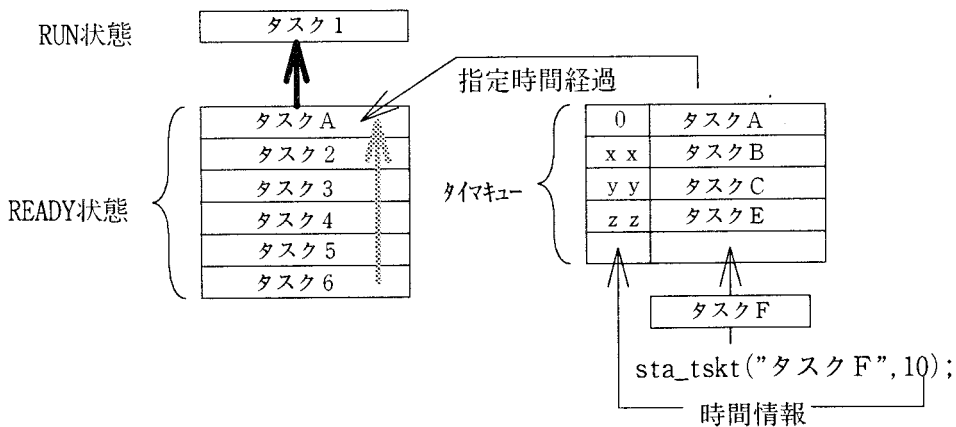 RUN状態
タスク1
指定時間経過
READY状態
タスクA
タスク2
タスク3
タスク4
タスク5
タスク6
タイマキュー
0 タスクA
x x タスクB
y y タスクC
z z タスクE
タスクF
sta_tskt("タスクF",10);
時間情報